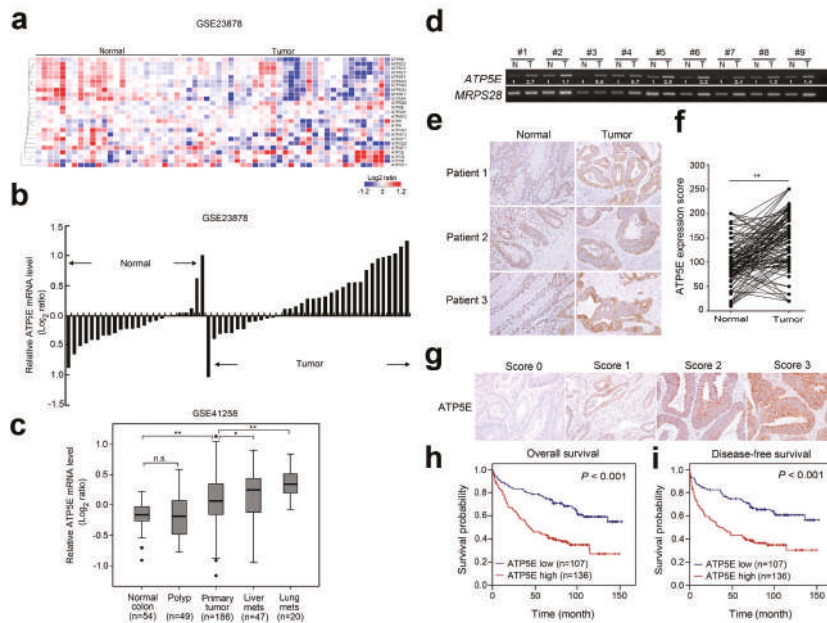 a
GSE23878
Normal Tumor
Log2 ratio
-1.2 1.2
b
GSE23878
Relative ATP5E mRNA level
(Log2 ratio)
1.5
1.0
0.5
0.0
0.5
1.0
-1.5
Normal
Tumor
c
GSE41258
Relative ATP5E mRNA level
(Log2 ratio)
1.0
0.5
0.0
-0.5
-1.0
n.s
**
*
**
Normal colon (n=54)
Polyp (n=49)
Primary tumor (n=186)
Liver mets (n=47)
Lung mets (n=20)
d
#1 #2 #3 #4 #5 #6 #7 #8 #9
N T N T N T N T N T N T N T N T N T
ATP5E
MRPS28
e
Normal Tumor
Patient 1
Patient 2
Patient 3
f
ATP5E expression score
300
250
200
150
100
50
0
Normal Tumor
g
Score 0 Score 1 Score 2 Score 3
ATP5E
h
Overall survival
P < 0.001
Survival probability
1.0
0.8
0.6
0.4
0.2
0
ATP5E low (n=107)
ATP5E high (n=136)
0 50 100 150
Time (month)
i
Disease-free survival
P < 0.001
Survival probability
1.0
0.8
0.6
0.4
0.2
0
ATP5E low (n=107)
ATP5E high (n=136)
0 50 100 150
Time (month)